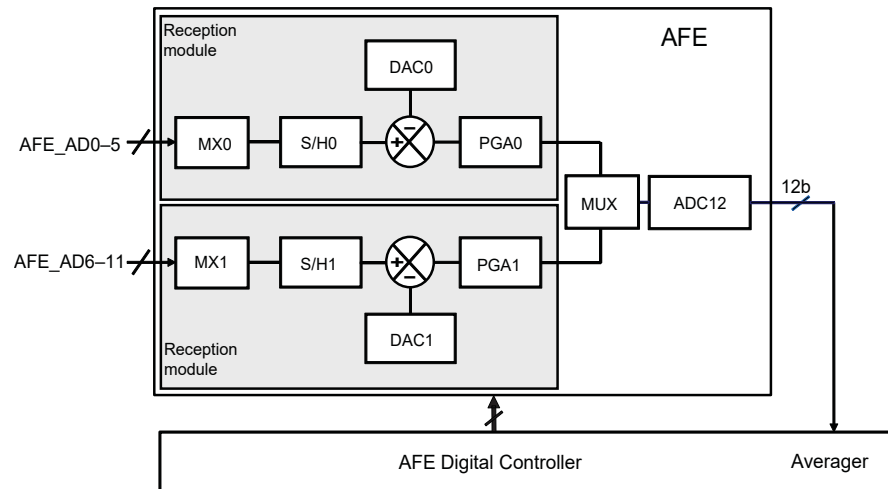 Reception
module
AFE
DAC0
AFE_AD0–5
MX0
S/H0
+
−
PGA0
12b
MUX
ADC12
AFE_AD6–11
MX1
S/H1
+
−
PGA1
DAC1
Reception
module
AFE Digital Controller
Averager